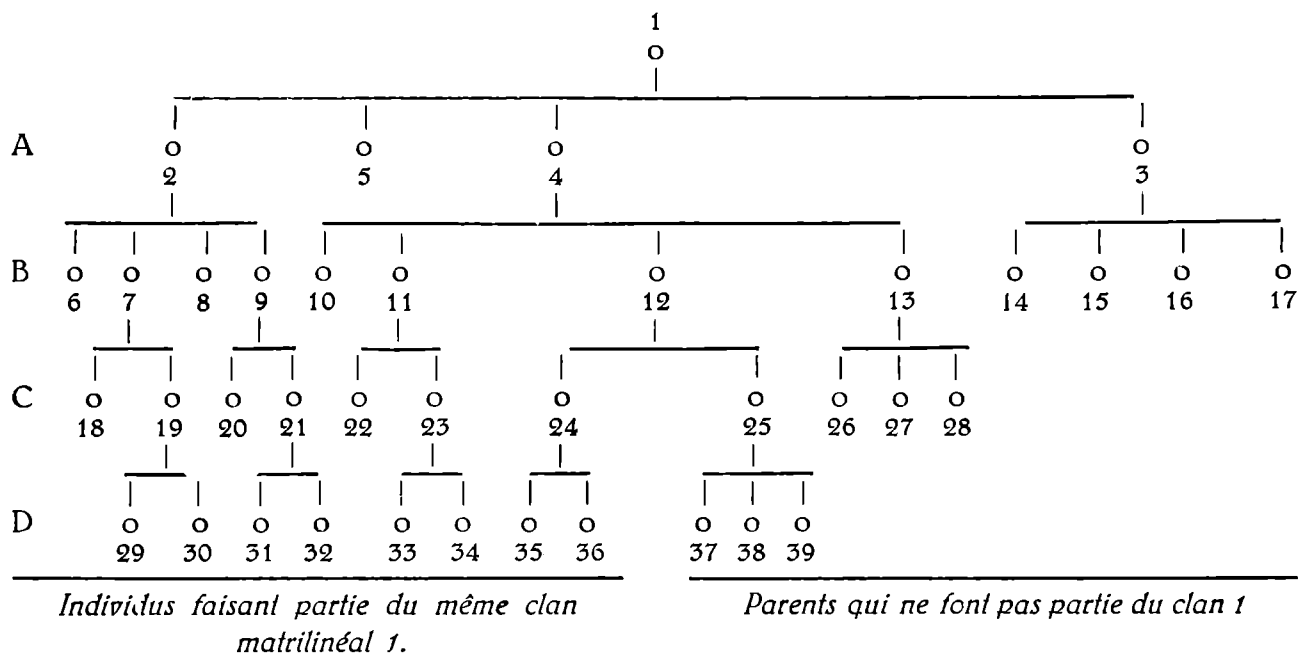 1
A
2 5 4 3
B
6 7 8 9 10 11 12 13 14 15 16 17
C
18 19 20 21 22 23 24 25 26 27 28
D
29 30 31 32 33 34 35 36 37 38 39
Individus faisant partie du même clan
matrilinéal 1.
Parents qui ne font pas partie du clan 1